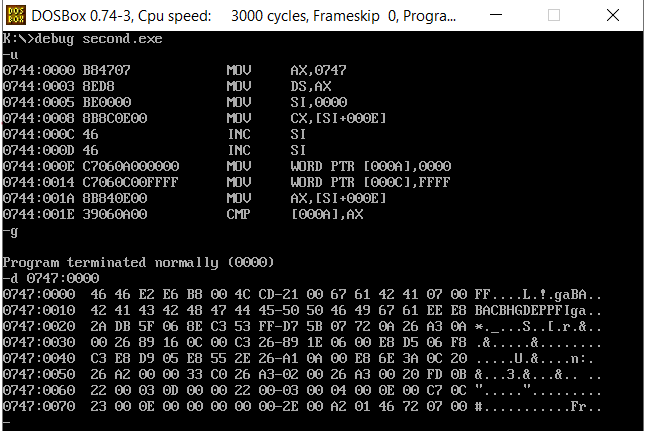 DOSBox 0.74-3, Cpu speed: 3000 cycles, Frameskip 0, Progra...
K:\>debug second.exe
-u
0744:0000 B84707 MOV AX,0747
0744:0003 8ED8 MOV DS,AX
0744:0005 BE0000 MOV SI,0000
0744:0008 8B8C0E00 MOV CX,[SI+000E]
0744:000C 46 INC SI
0744:000D 46 INC SI
0744:000E C7060A000000 MOV WORD PTR [000A],0000
0744:0014 C7060C00FFFF MOV WORD PTR [000C],FFFF
0744:001A 8B840E00 MOV AX,[SI+000E]
0744:001E 39060A00 CMP [000A],AX
-g
Program terminated normally (0000)
-d 0747:0000
0747:0000 46 46 E2 E6 B8 00 4C CD-21 00 67 61 42 41 07 00 FF....L.!.gaBA..
0747:0010 42 41 43 42 48 47 44 45-50 50 46 49 67 61 EE E8 BACBHGDEPPFIga..
0747:0020 2A DB 5F 06 8E C3 53 FF-D7 5B 07 72 0A 26 A3 0A *._...S..[.r.&..
0747:0030 00 26 89 16 0C 00 C3 26-89 1E 06 00 E8 D5 06 F8 .&.....&........
0747:0040 C3 E8 D9 05 E8 55 2E 26-A1 0A 00 E8 6E 3A 0C 20 .....U.&....n:. 
0747:0050 26 A2 00 00 33 C0 26 A3-02 00 26 A3 00 20 FD 0B &...3.&...&.. ..
0747:0060 22 00 03 0D 00 00 22 00-03 00 04 00 0E 00 C7 0C ".....".........
0747:0070 23 00 0E 00 00 00 00 00-2E 00 A2 01 46 72 07 00 #...........Fr..
-